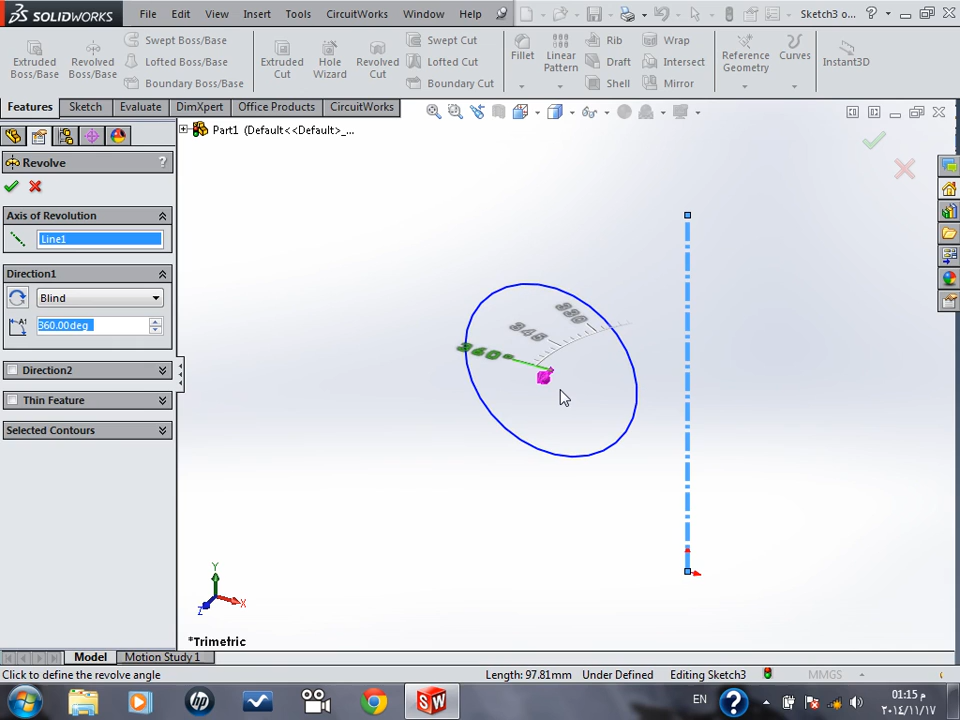 SOLIDWORKS File Edit View Insert Tools CircuitWorks Window Help Sketch3 o... ?
Extruded Boss/Base
Revolved Boss/Base
Swept Boss/Base
Lofted Boss/Base
Boundary Boss/Base
Extruded Cut
Hole Wizard
Revolved Cut
Swept Cut
Lofted Cut
Boundary Cut
Fillet
Linear Pattern
Rib
Draft
Shell
Wrap
Intersect
Mirror
Reference Geometry
Curves
Instant3D
Features Sketch Evaluate DimXpert Office Products CircuitWorks
Part1 (Default<<Default>_...
Revolve ?
Axis of Revolution
Line1
Direction1
Blind
A1
360.00deg
Direction2
Thin Feature
Selected Contours
330
345
360°
Y
X
Z
*Trimetric
Model Motion Study 1
Click to define the revolve angle Length: 97.81mm Under Defined Editing Sketch3 MMGS
EN ? 01:15 م
٢٠١٤/١١/١٧